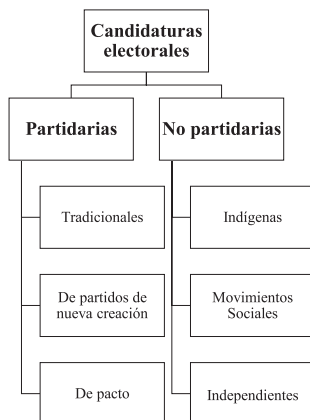 Candidaturas
electorales
Partidarias
No partidarias
Tradicionales
Indígenas
De partidos de
nueva creación
Movimientos
Sociales
De pacto
Independientes